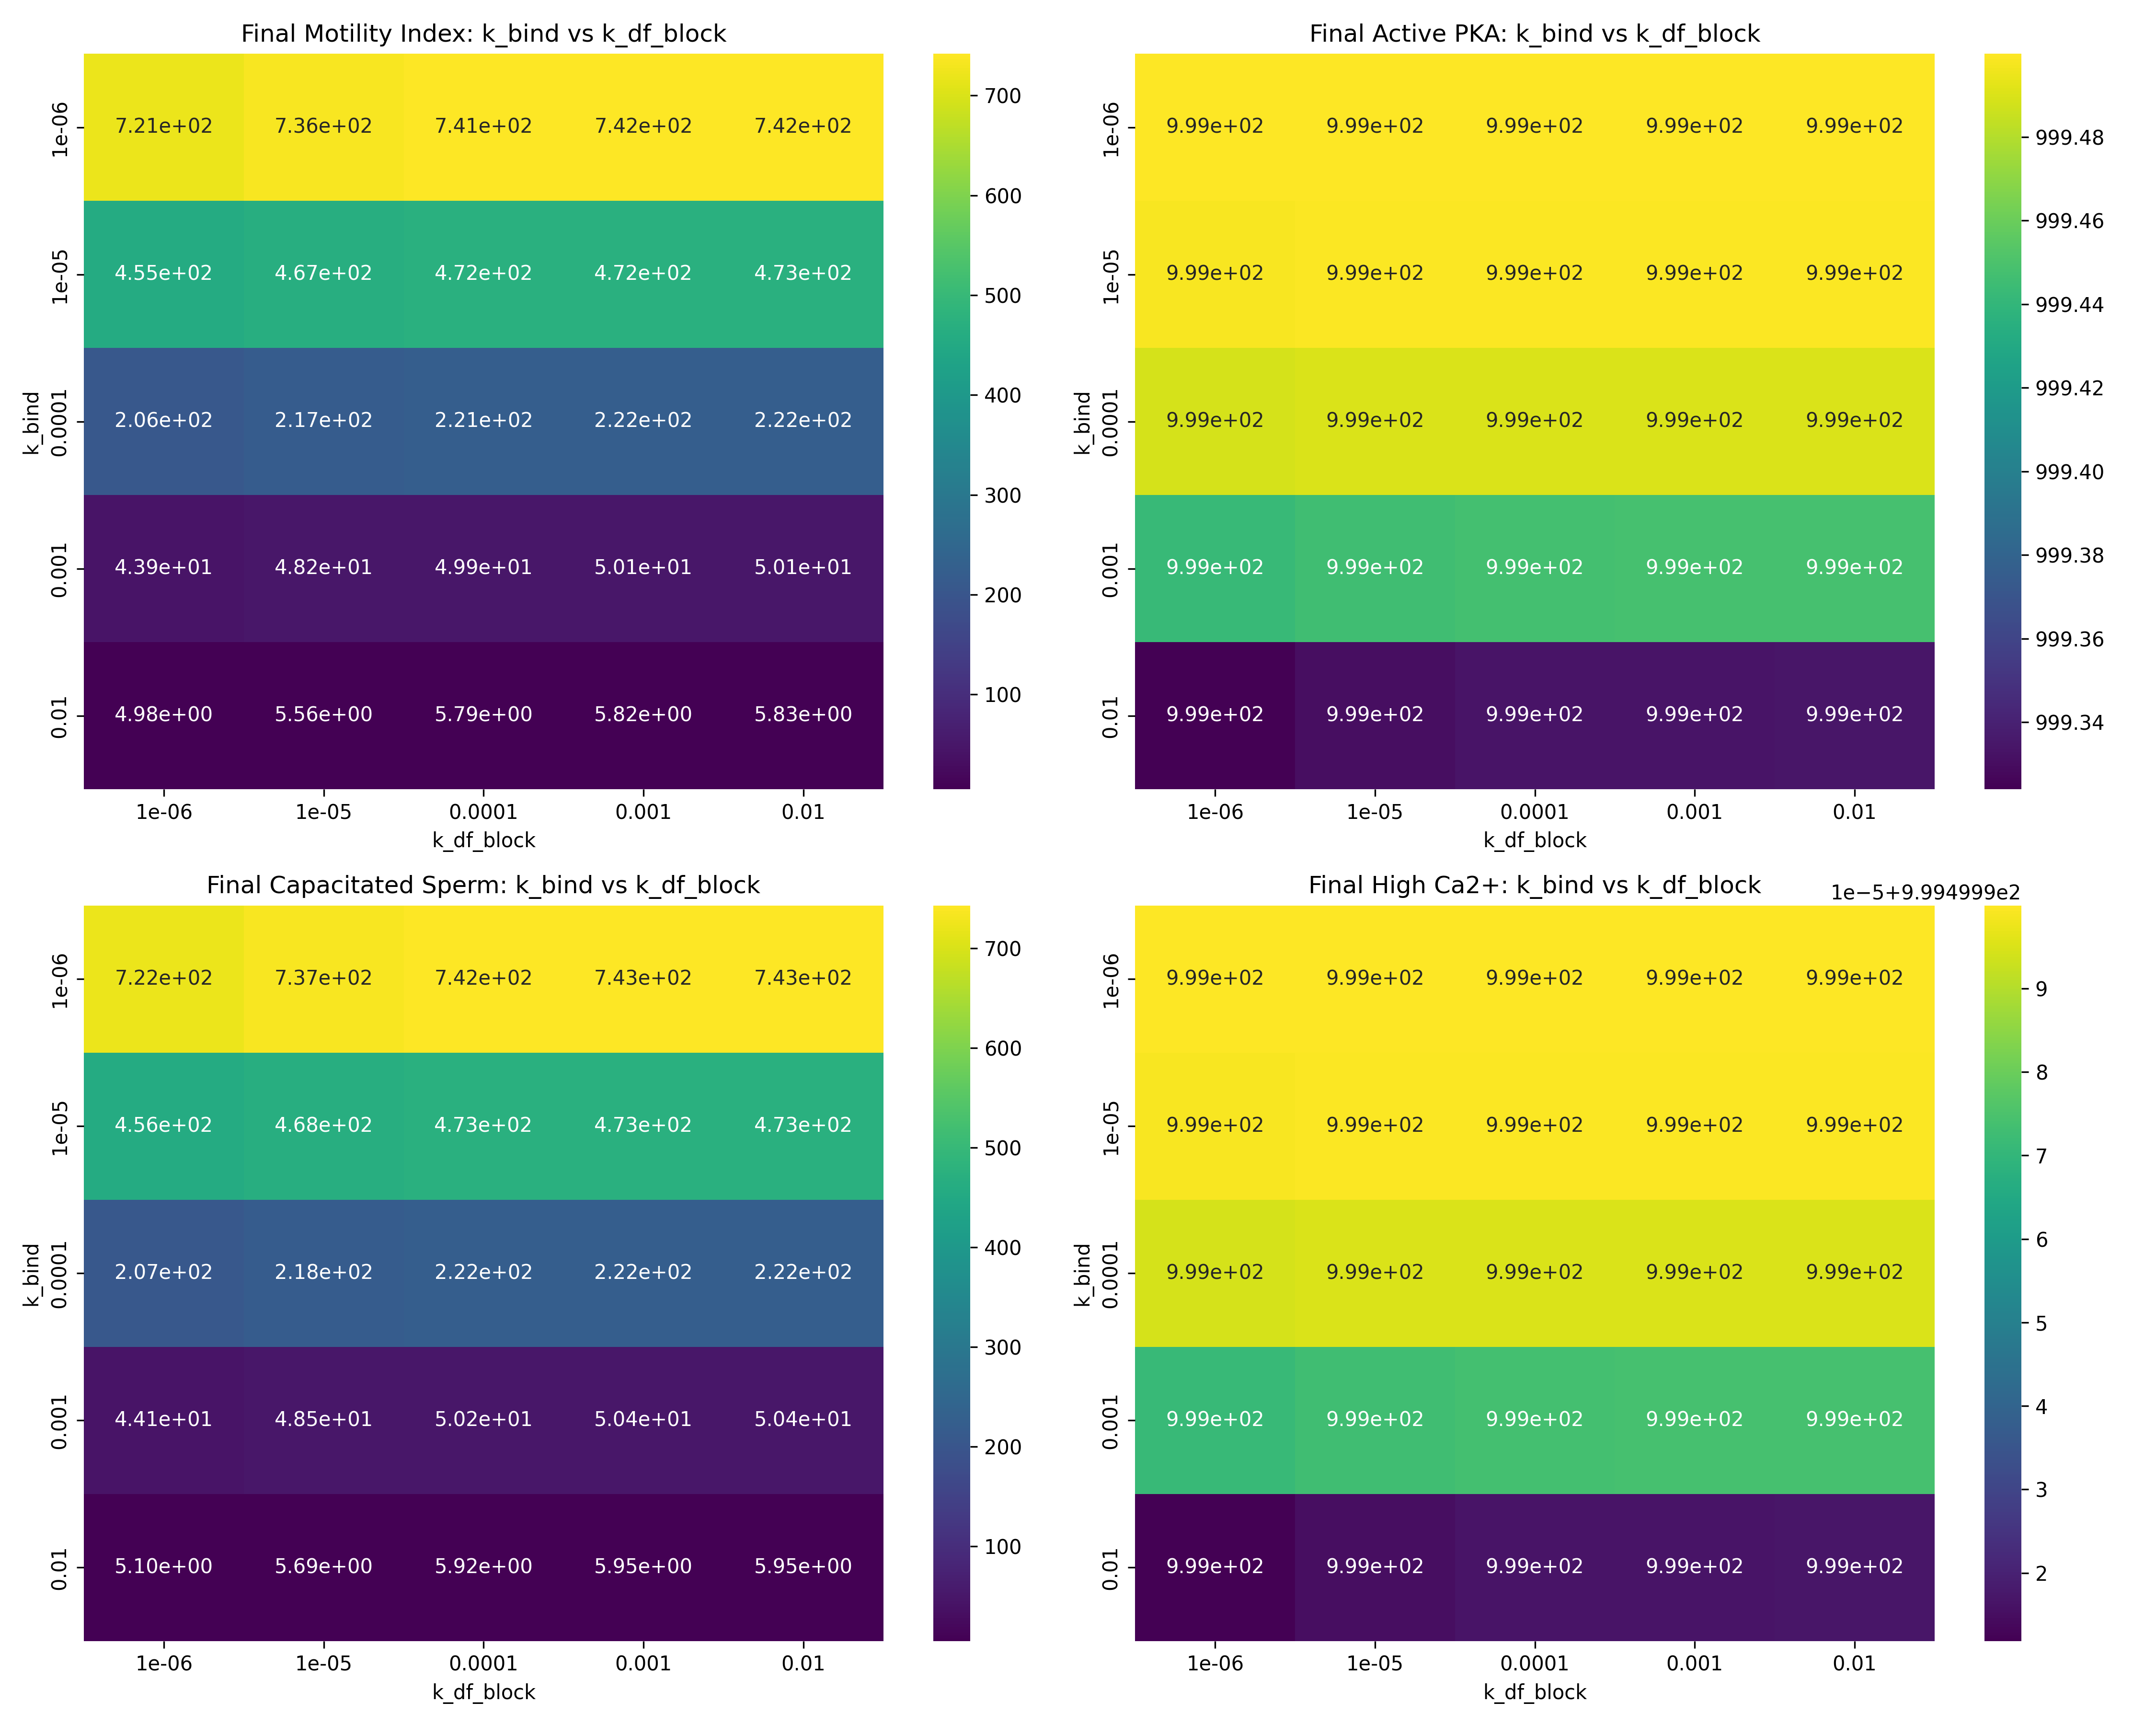 Final Motility Index: k_bind vs k_df_block
k_bind
1e-06 7.21e+02 7.36e+02 7.41e+02 7.42e+02 7.42e+02
1e-05 4.55e+02 4.67e+02 4.72e+02 4.72e+02 4.73e+02
0.0001 2.06e+02 2.17e+02 2.21e+02 2.22e+02 2.22e+02
0.001 4.39e+01 4.82e+01 4.99e+01 5.01e+01 5.01e+01
0.01 4.98e+00 5.56e+00 5.79e+00 5.82e+00 5.83e+00
1e-06 1e-05 0.0001 0.001 0.01
k_df_block
700
600
500
400
300
200
100
Final Active PKA: k_bind vs k_df_block
k_bind
1e-06 9.99e+02 9.99e+02 9.99e+02 9.99e+02 9.99e+02
1e-05 9.99e+02 9.99e+02 9.99e+02 9.99e+02 9.99e+02
0.0001 9.99e+02 9.99e+02 9.99e+02 9.99e+02 9.99e+02
0.001 9.99e+02 9.99e+02 9.99e+02 9.99e+02 9.99e+02
0.01 9.99e+02 9.99e+02 9.99e+02 9.99e+02 9.99e+02
1e-06 1e-05 0.0001 0.001 0.01
k_df_block
999.48
999.46
999.44
999.42
999.40
999.38
999.36
999.34
Final Capacitated Sperm: k_bind vs k_df_block
k_bind
1e-06 7.22e+02 7.37e+02 7.42e+02 7.43e+02 7.43e+02
1e-05 4.56e+02 4.68e+02 4.73e+02 4.73e+02 4.73e+02
0.0001 2.07e+02 2.18e+02 2.22e+02 2.22e+02 2.22e+02
0.001 4.41e+01 4.85e+01 5.02e+01 5.04e+01 5.04e+01
0.01 5.10e+00 5.69e+00 5.92e+00 5.95e+00 5.95e+00
1e-06 1e-05 0.0001 0.001 0.01
k_df_block
700
600
500
400
300
200
100
Final High Ca2+: k_bind vs k_df_block
1e−5+9.994999e2
k_bind
1e-06 9.99e+02 9.99e+02 9.99e+02 9.99e+02 9.99e+02
1e-05 9.99e+02 9.99e+02 9.99e+02 9.99e+02 9.99e+02
0.0001 9.99e+02 9.99e+02 9.99e+02 9.99e+02 9.99e+02
0.001 9.99e+02 9.99e+02 9.99e+02 9.99e+02 9.99e+02
0.01 9.99e+02 9.99e+02 9.99e+02 9.99e+02 9.99e+02
1e-06 1e-05 0.0001 0.001 0.01
k_df_block
9
8
7
6
5
4
3
2